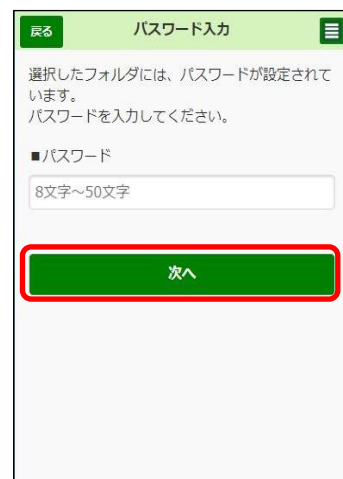 戻る パスワード入力
選択したフォルダには、パスワードが設定されて
います。
パスワードを入力してください。
■パスワード
8文字～50文字
次へ